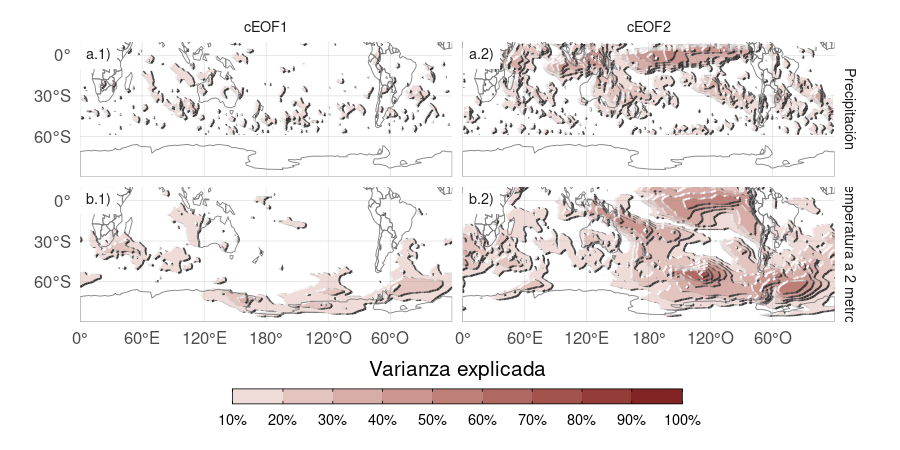 cEOF1 cEOF2
a.1) a.2) Precipitación
0°
30°S
60°S
b.1) b.2) emperatura a 2 metro
0°
30°S
60°S
0° 60°E 120°E 180° 120°O 60°O 0° 60°E 120°E 180° 120°O 60°O
Varianza explicada
10% 20% 30% 40% 50% 60% 70% 80% 90% 100%